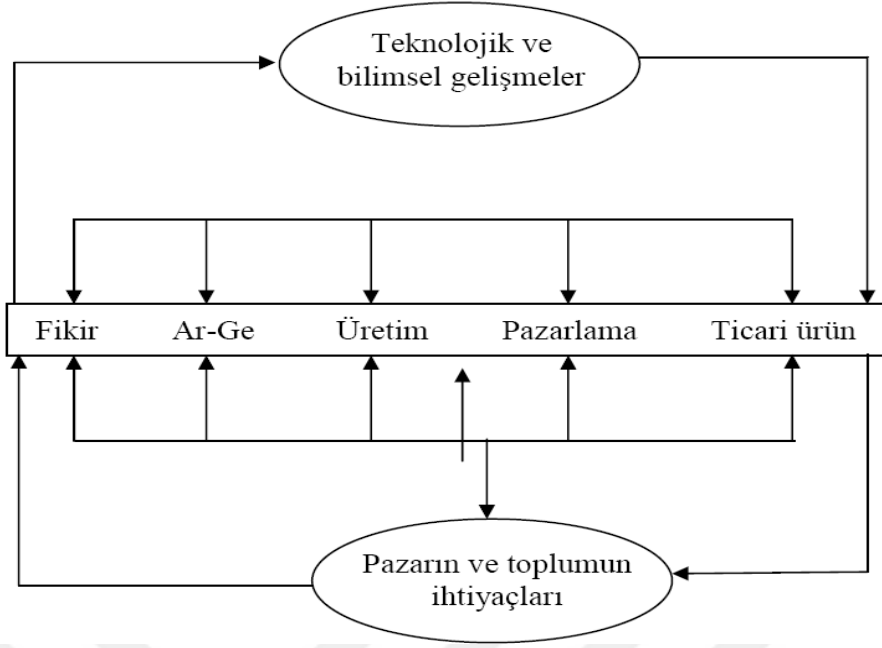 Teknolojik ve
bilimsel gelişmeler
Fikir Ar-Ge Üretim Pazarlama Ticari ürün
Pazarın ve toplumun
ihtiyaçları